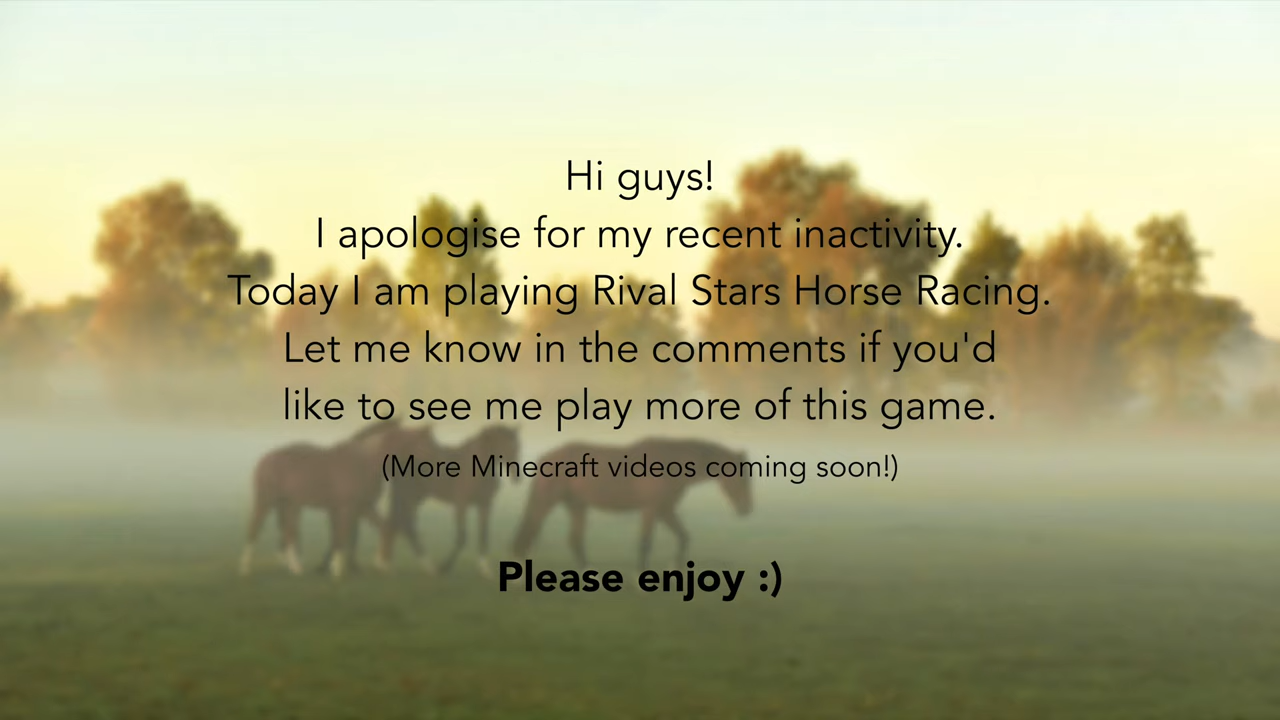 Hi guys!
I apologise for my recent inactivity.
Today I am playing Rival Stars Horse Racing.
Let me know in the comments if you'd
like to see me play more of this game.
(More Minecraft videos coming soon!)
Please enjoy :)